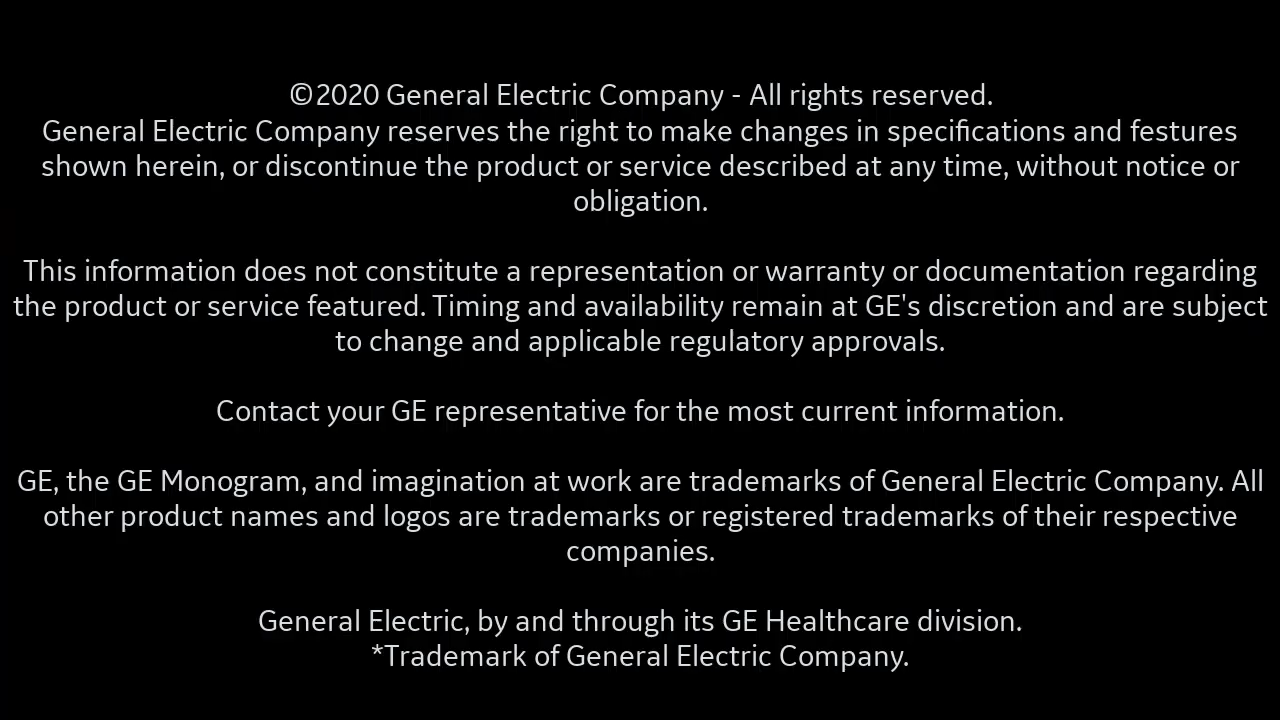 ©2020 General Electric Company - All rights reserved.
General Electric Company reserves the right to make changes in specifications and festures
shown herein, or discontinue the product or service described at any time, without notice or
obligation.
This information does not constitute a representation or warranty or documentation regarding
the product or service featured. Timing and availability remain at GE's discretion and are subject
to change and applicable regulatory approvals.
Contact your GE representative for the most current information.
GE, the GE Monogram, and imagination at work are trademarks of General Electric Company. All
other product names and logos are trademarks or registered trademarks of their respective
companies.
General Electric, by and through its GE Healthcare division.
*Trademark of General Electric Company.